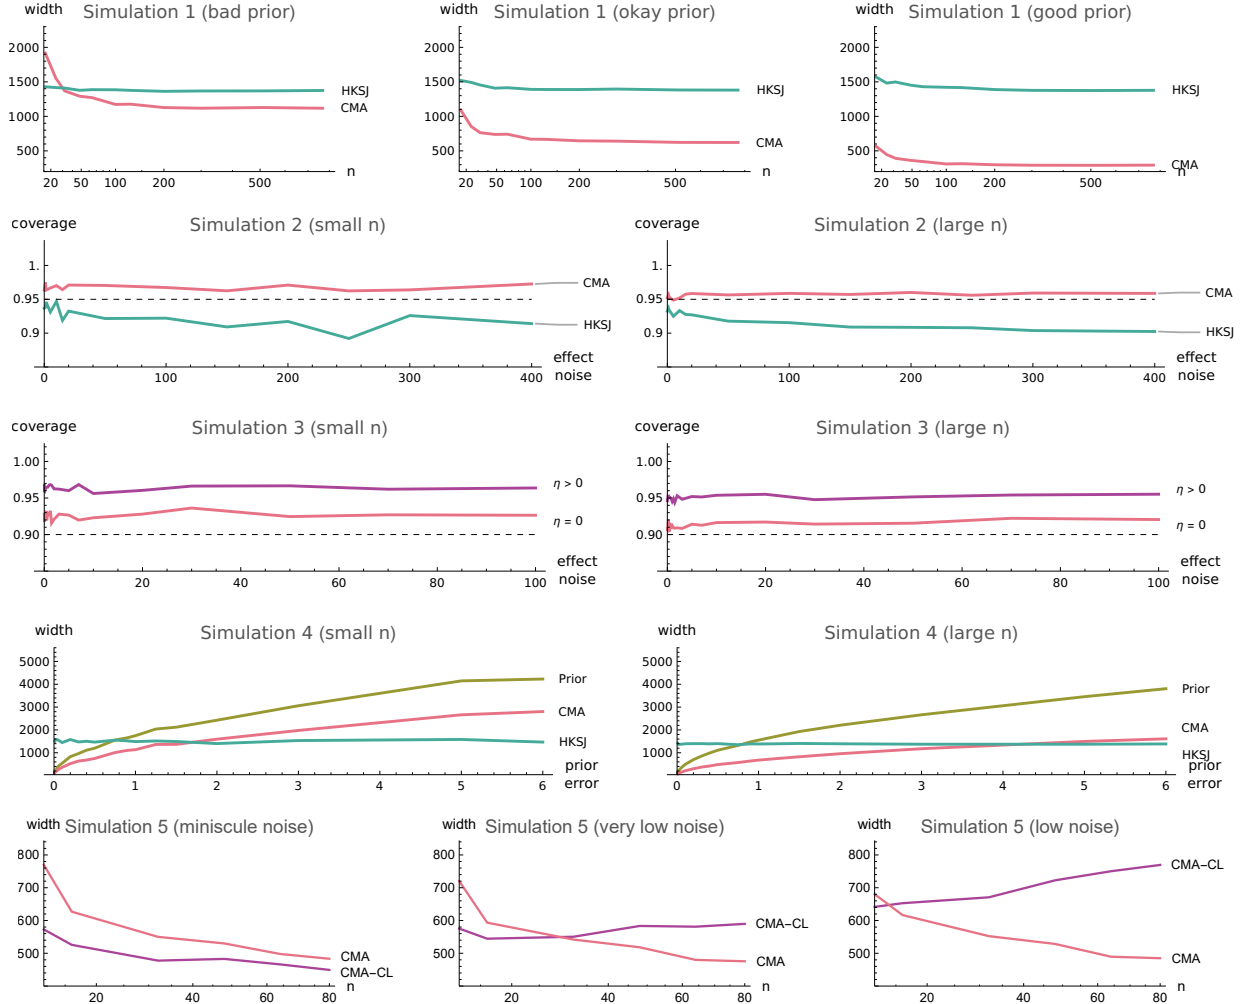 width Simulation 1 (bad prior)
2000
1500
1000
500
HKSJ
CMA
n
20 50 100 200 500
width Simulation 1 (okay prior)
2000
1500
1000
500
HKSJ
CMA
n
20 50 100 200 500
width Simulation 1 (good prior)
2000
1500
1000
500
HKSJ
CMA
n
20 50 100 200 500
coverage Simulation 2 (small n)
1.
0.95
0.9
CMA
HKSJ
effect
noise
0 100 200 300 400
coverage Simulation 2 (large n)
1.
0.95
0.9
CMA
HKSJ
effect
noise
0 100 200 300 400
coverage Simulation 3 (small n)
1.00
0.95
0.90
η > 0
η = 0
effect
noise
0 20 40 60 80 100
coverage Simulation 3 (large n)
1.00
0.95
0.90
η > 0
η = 0
effect
noise
0 20 40 60 80 100
width Simulation 4 (small n)
5000
4000
3000
2000
1000
Prior
CMA
HKSJ
prior
error
0 1 2 3 4 5 6
width Simulation 4 (large n)
5000
4000
3000
2000
1000
Prior
CMA
HKSJ
prior
error
0 1 2 3 4 5 6
width Simulation 5 (miniscule noise)
800
700
600
500
CMA
CMA–CL
n
20 40 60 80
width Simulation 5 (very low noise)
800
700
600
500
CMA–CL
CMA
n
20 40 60 80
width Simulation 5 (low noise)
800
700
600
500
CMA–CL
CMA
n
20 40 60 80